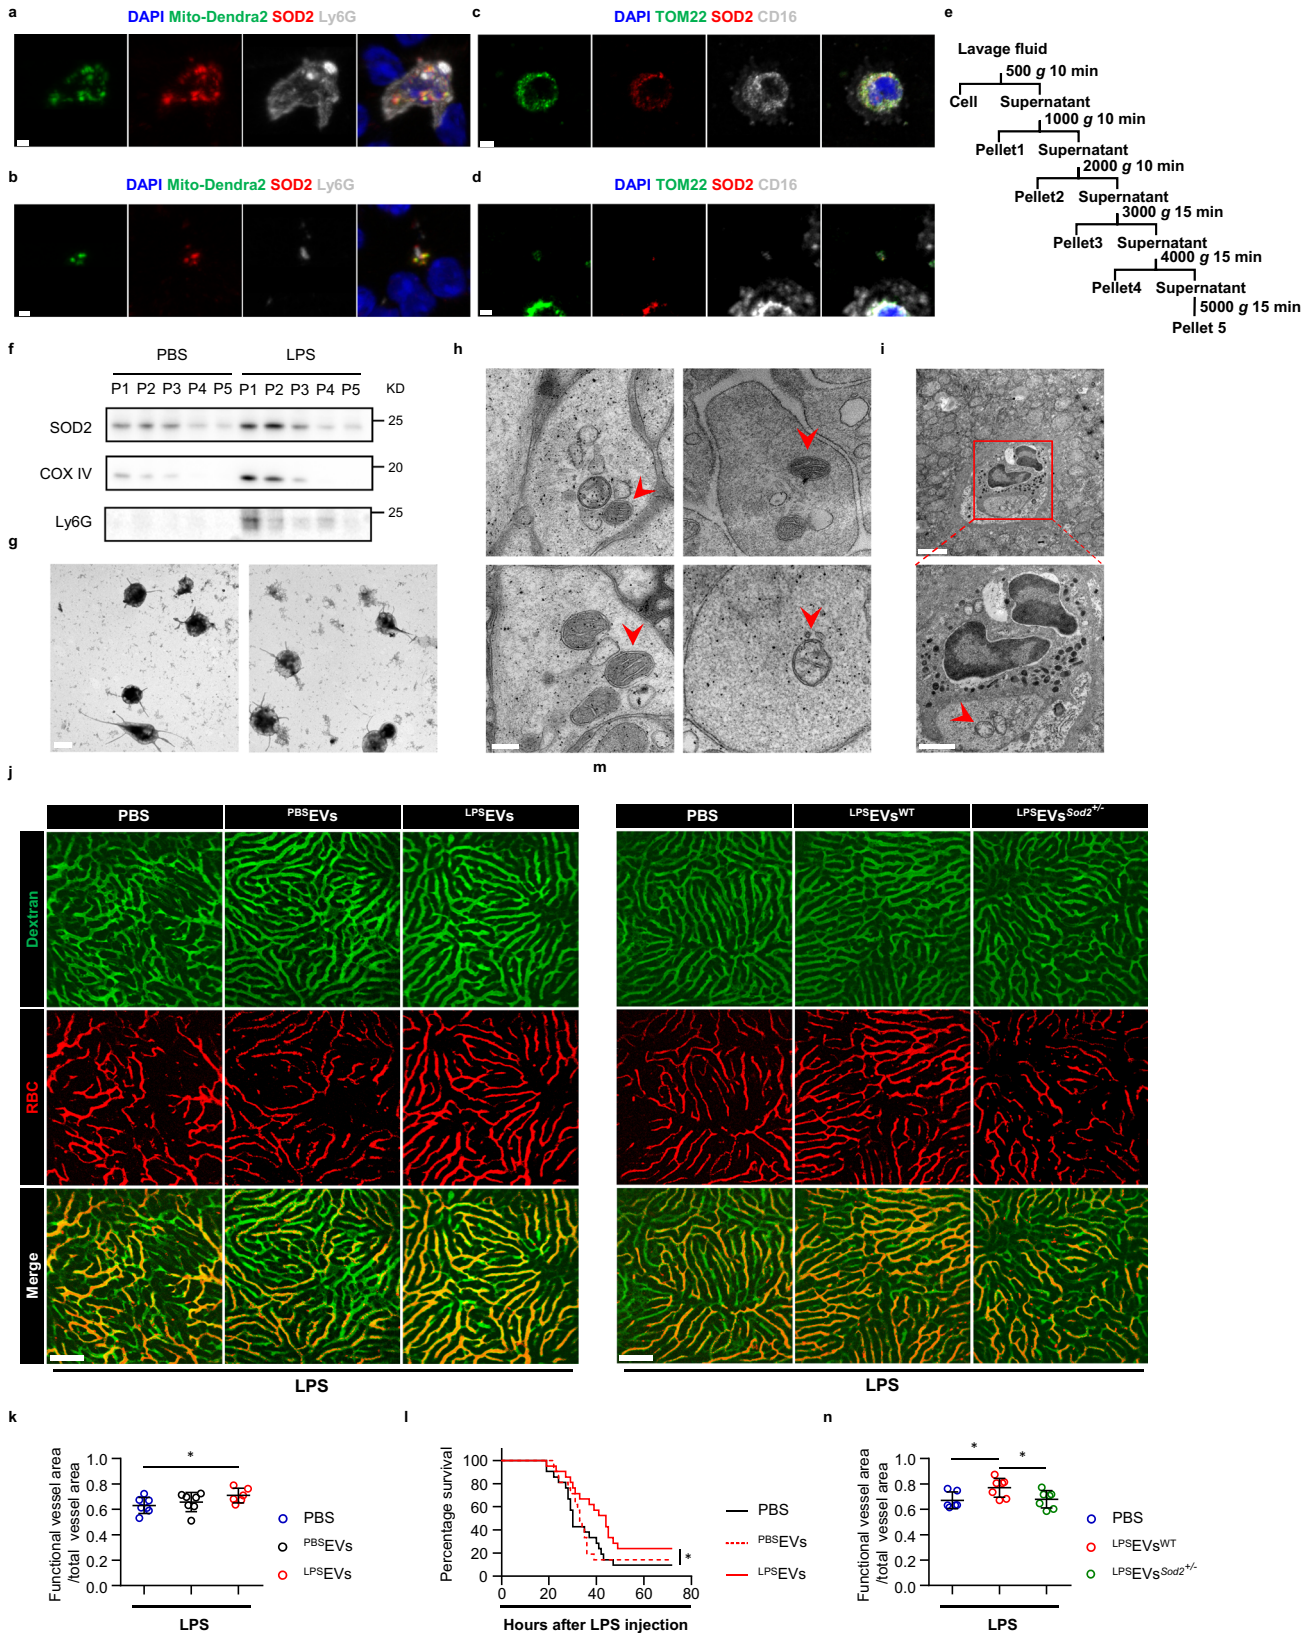 a
DAPI Mito-Dendra2 SOD2 Ly6G
c
DAPI TOM22 SOD2 CD16
e
Lavage fluid
500 g 10 min
Cell Supernatant
1000 g 10 min
Pellet1 Supernatant
2000 g 10 min
Pellet2 Supernatant
3000 g 15 min
Pellet3 Supernatant
4000 g 15 min
Pellet4 Supernatant
5000 g 15 min
Pellet 5
b
DAPI Mito-Dendra2 SOD2 Ly6G
d
DAPI TOM22 SOD2 CD16
f
PBS LPS
P1 P2 P3 P4 P5 P1 P2 P3 P4 P5 KD
SOD2 25
COX IV 20
Ly6G 25
g
h
i
j
PBS PBSEVs LPSEVs
Dextran
RBC
Merge
LPS
m
PBS LPSEVsWT LPSEVsSod2+/-
LPS
k
Functional vessel area
/total vessel area
1.0
0.8
0.6
0.4
0.2
0.0
*
LPS
PBS
PBSEVs
LPSEVs
l
Percentage survival
100
80
60
40
20
0
0 20 40 60 80
Hours after LPS injection
*
PBS
PBSEVs
LPSEVs
n
Functional vessel area
/total vessel area
1.0
0.8
0.6
0.4
0.2
0.0
* *
LPS
PBS
LPSEVsWT
LPSEVsSod2+/-